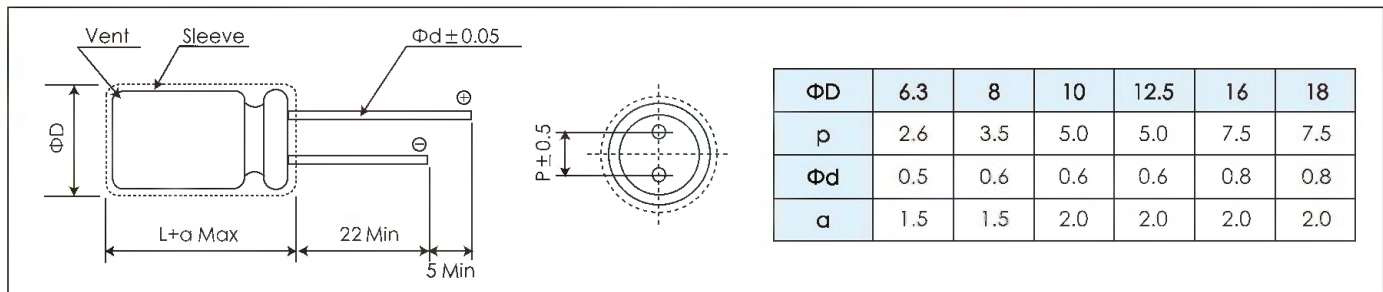 Vent
Sleeve
Φd±0.05
⊕
⊖
ΦD
L+a Max
22 Min
5 Min
P±0.5
ΦD 6.3 8 10 12.5 16 18
p 2.6 3.5 5.0 5.0 7.5 7.5
Φd 0.5 0.6 0.6 0.6 0.8 0.8
a 1.5 1.5 2.0 2.0 2.0 2.0